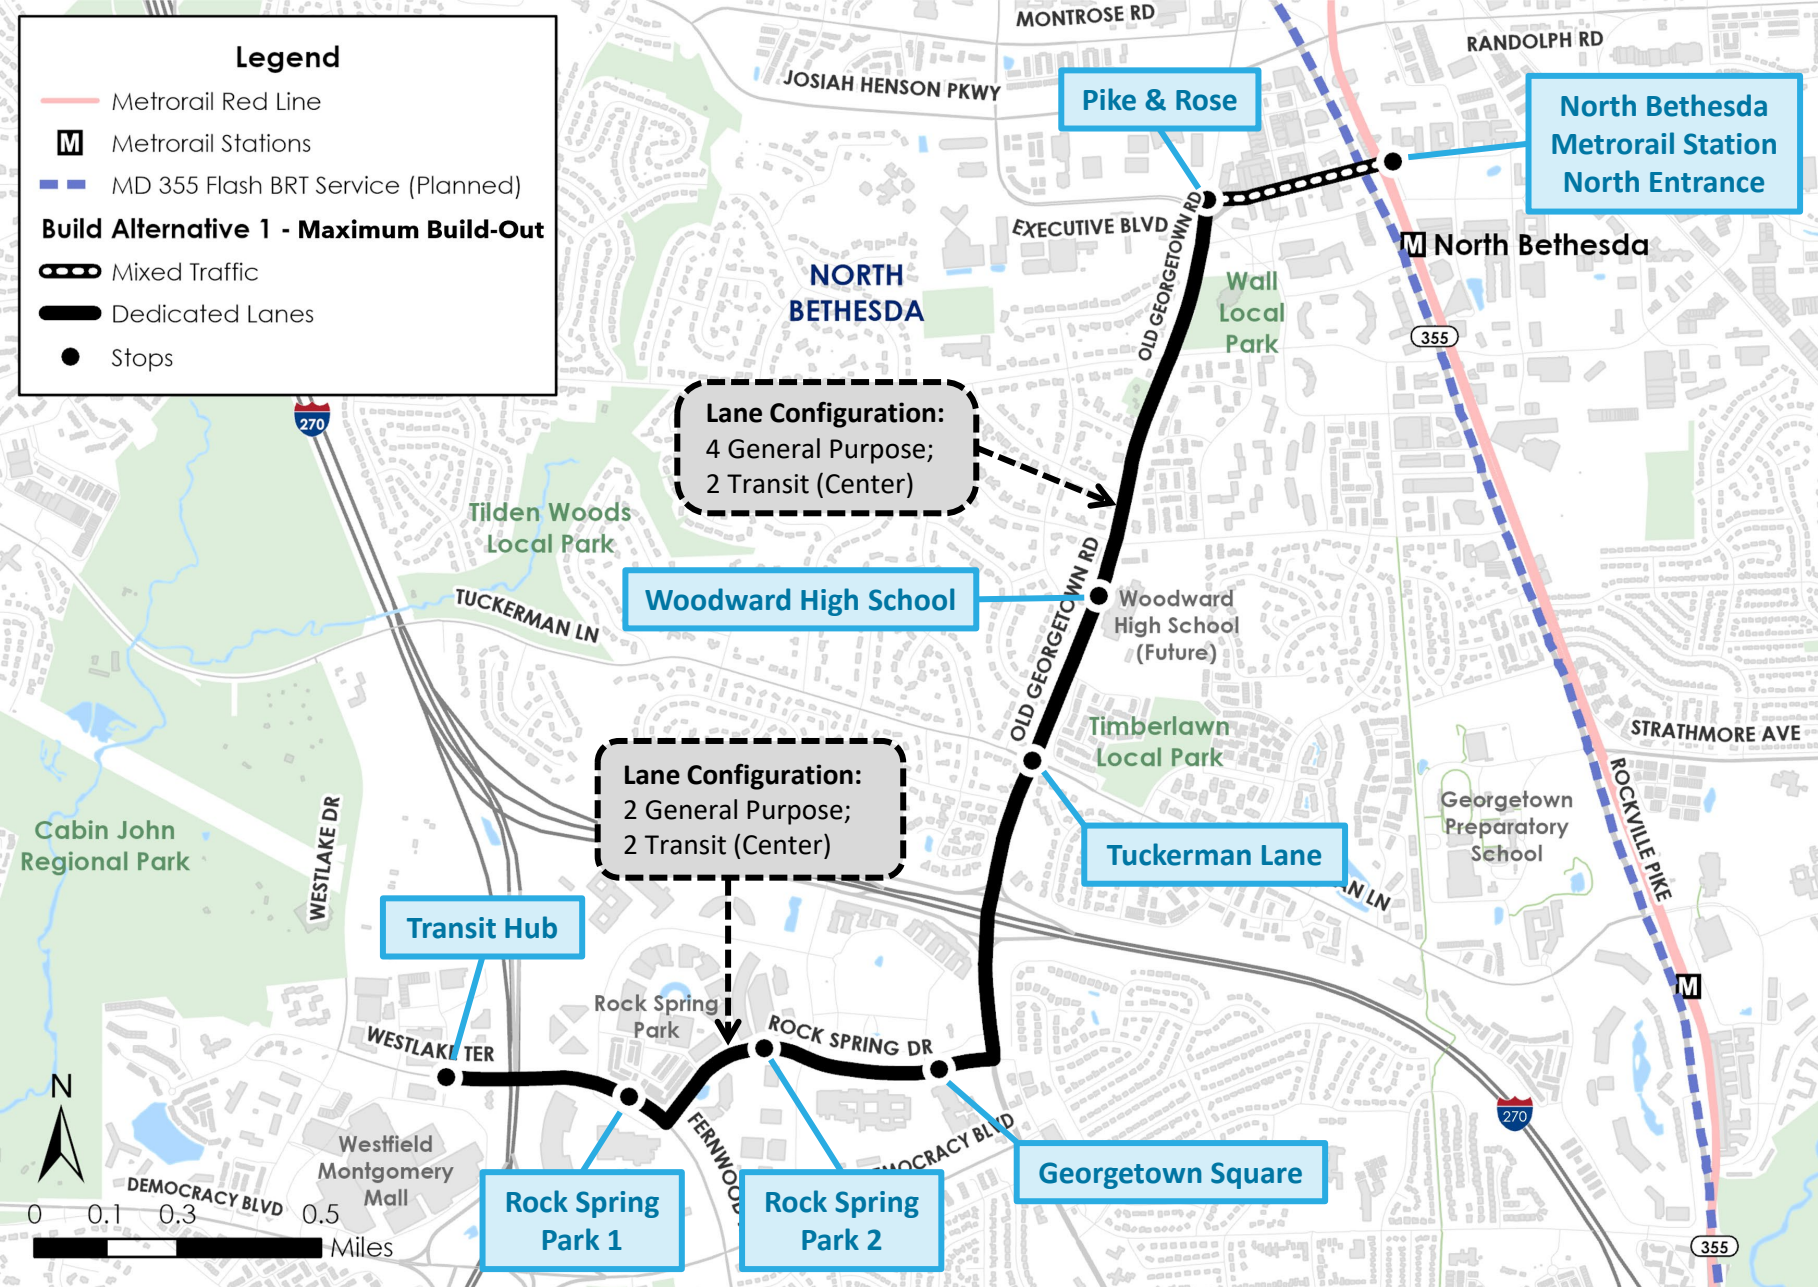 Legend
Metrorail Red Line
M
Metrorail Stations
MD 355 Flash BRT Service (Planned)
Build Alternative 1 - Maximum Build-Out
Mixed Traffic
Dedicated Lanes
Stops
MONTROSE RD
RANDOLPH RD
JOSIAH HENSON PKWY
Pike & Rose
North Bethesda
Metrorail Station
North Entrance
EXECUTIVE BLVD
OLD GEORGETOWN RD
M North Bethesda
NORTH
BETHESDA
Wall
Local
Park
355
270
Lane Configuration:
4 General Purpose;
2 Transit (Center)
Tilden Woods
Local Park
TUCKERMAN LN
Woodward High School
OLD GEORGETOWN RD
Woodward
High School
(Future)
Timberlawn
Local Park
STRATHMORE AVE
ROCKVILLE PIKE
Lane Configuration:
2 General Purpose;
2 Transit (Center)
Georgetown
Preparatory
School
Cabin John
Regional Park
WESTLAKE DR
Tuckerman Lane
AN LN
Transit Hub
M
Rock Spring
Park
ROCK SPRING DR
WESTLAKE TER
270
N
FERNWOOD
DEMOCRACY BLVD
Westfield
Montgomery
Mall
Georgetown Square
Rock Spring
Park 1
Rock Spring
Park 2
DEMOCRACY BLVD
0 0.1 0.3 0.5
Miles
355